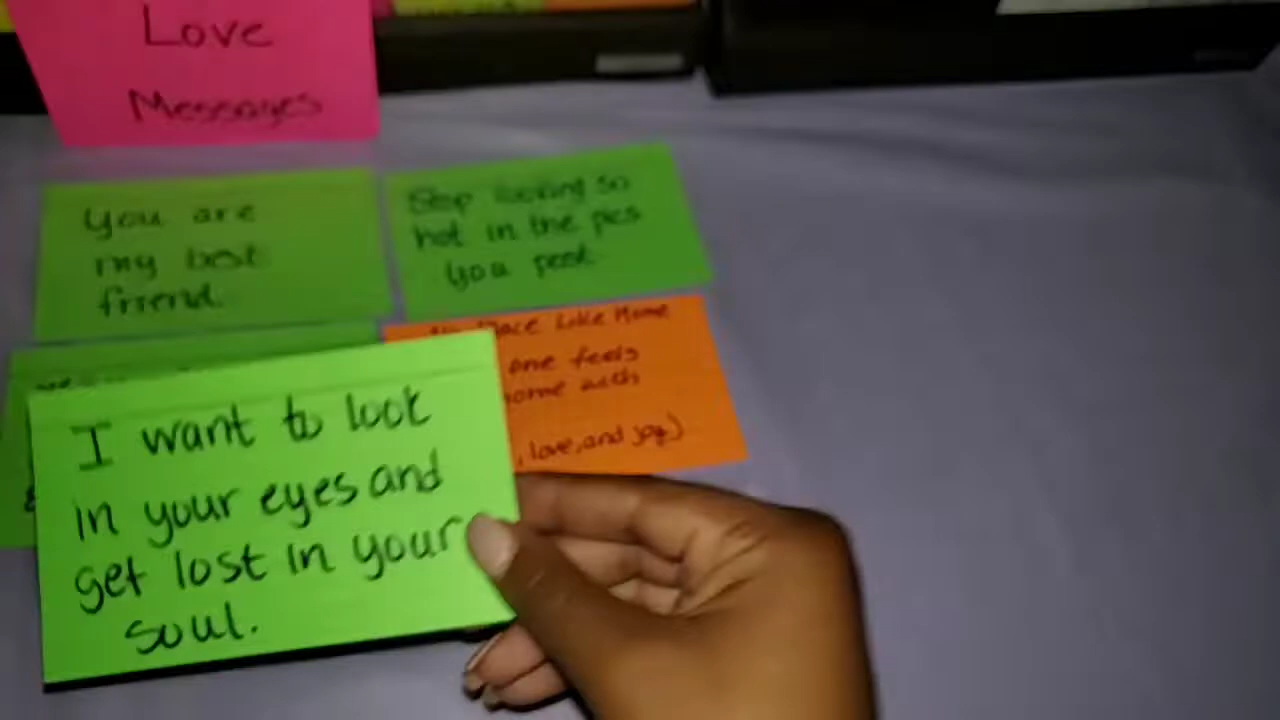 Love
Messages
You are
my best
friend.
Stop looking so
hot in the pics
you post
Place Like Home
one feels
home with
, love, and joy)
I want to look
in your eyes and
get lost in your
soul.